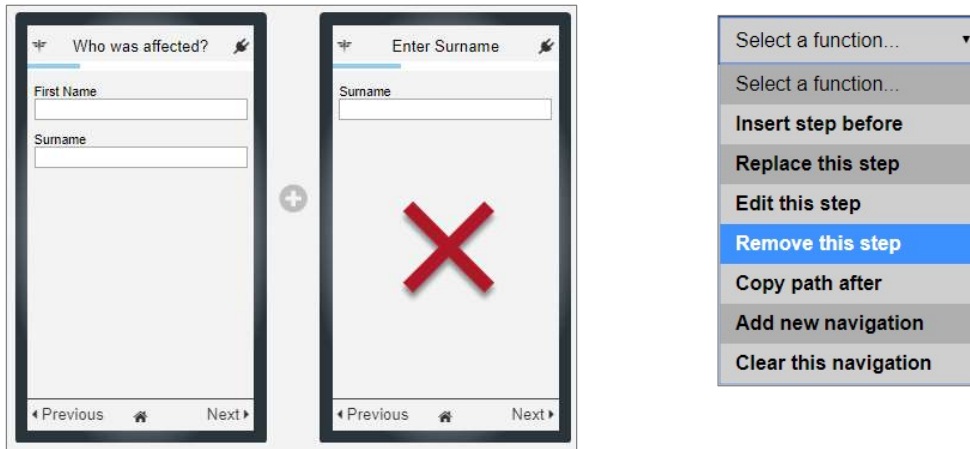 Who was affected?
First Name
Surname
Previous
Next
Enter Surname
Surname
Previous
Next
Select a function...
Select a function...
Insert step before
Replace this step
Edit this step
Remove this step
Copy path after
Add new navigation
Clear this navigation